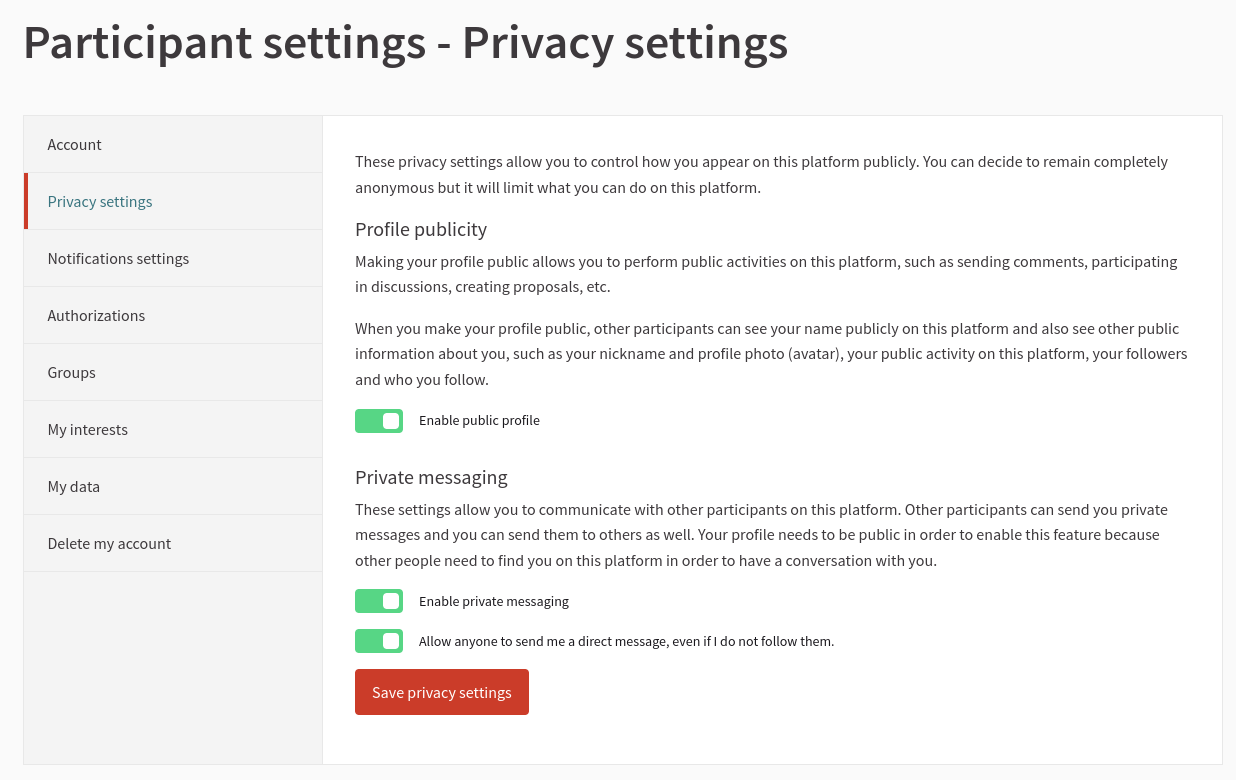 Participant settings - Privacy settings
Account
Privacy settings
Notifications settings
Authorizations
Groups
My interests
My data
Delete my account
These privacy settings allow you to control how you appear on this platform publicly. You can decide to remain completely
anonymous but it will limit what you can do on this platform.
Profile publicity
Making your profile public allows you to perform public activities on this platform, such as sending comments, participating
in discussions, creating proposals, etc.
When you make your profile public, other participants can see your name publicly on this platform and also see other public
information about you, such as your nickname and profile photo (avatar), your public activity on this platform, your followers
and who you follow.
Enable public profile
Private messaging
These settings allow you to communicate with other participants on this platform. Other participants can send you private
messages and you can send them to others as well. Your profile needs to be public in order to enable this feature because
other people need to find you on this platform in order to have a conversation with you.
Enable private messaging
Allow anyone to send me a direct message, even if I do not follow them.
Save privacy settings